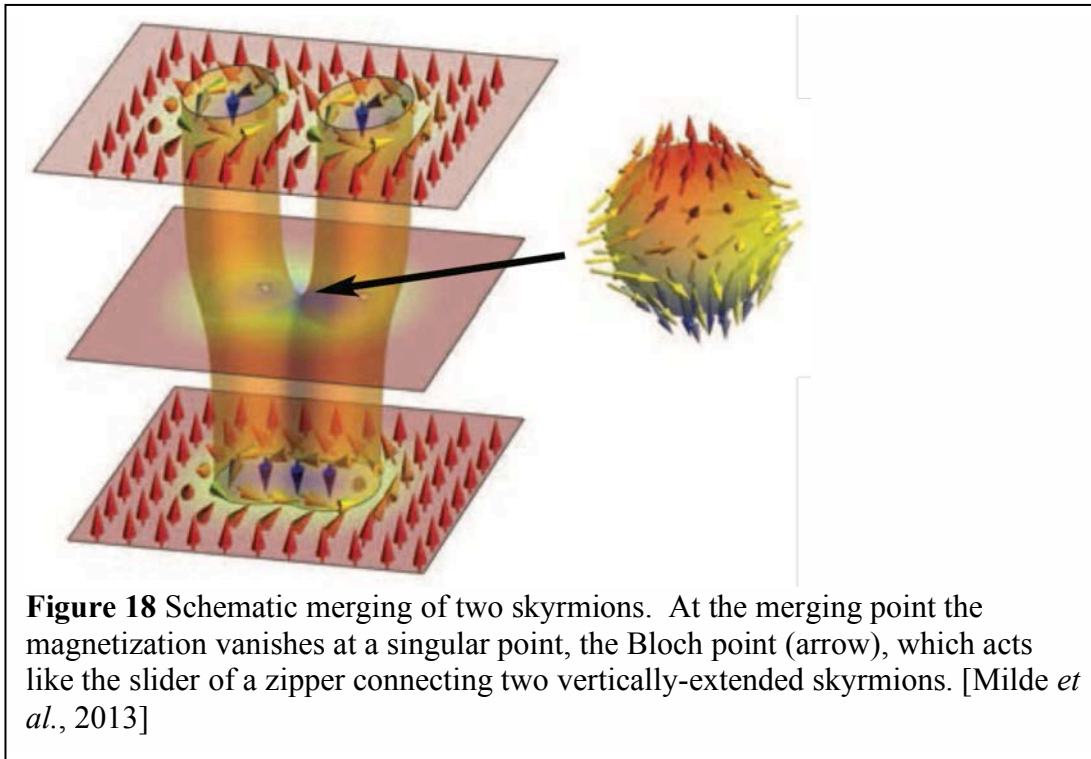 Figure 18 Schematic merging of two skyrmions.  At the merging point the
magnetization vanishes at a singular point, the Bloch point (arrow), which acts
like the slider of a zipper connecting two vertically-extended skyrmions. [Milde et
al., 2013]